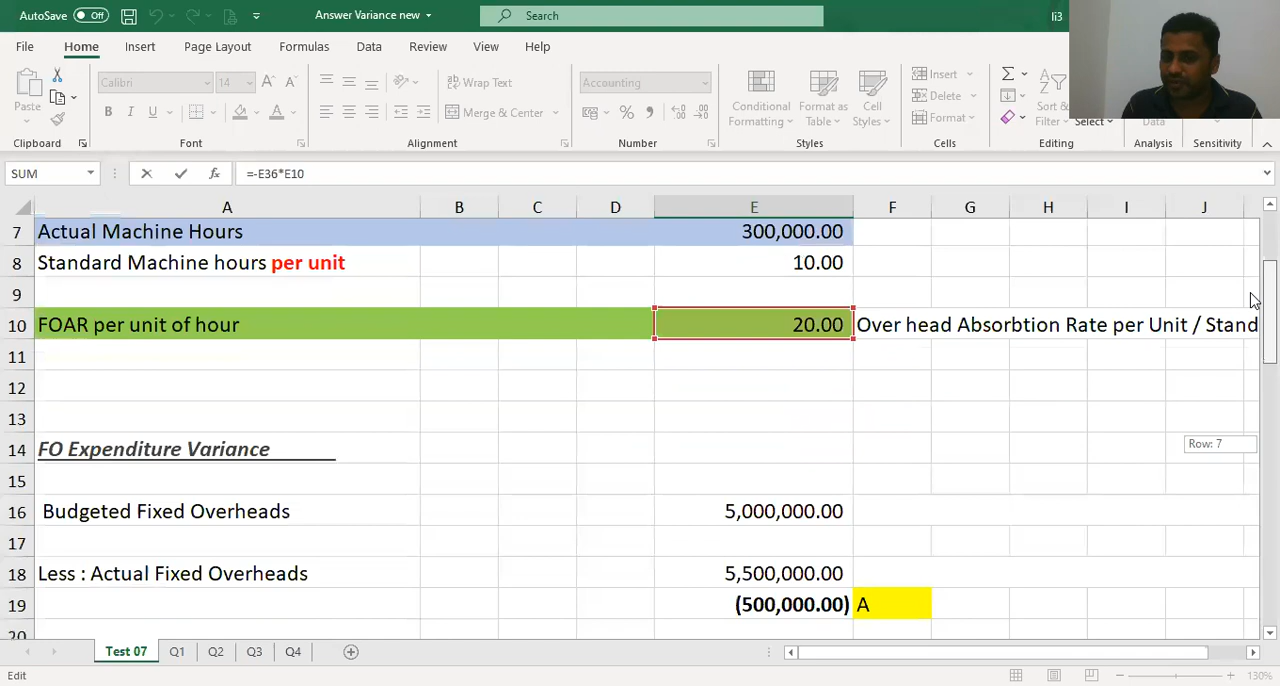 AutoSave Off Answer Variance new Search li3
File Home Insert Page Layout Formulas Data Review View Help
Paste Calibri 14 A A Wrap Text Accounting Conditional Format as Cell Insert Sort &
B I U A Merge & Center % Formatting Table Styles Delete Filter Select Data
Format
Clipboard Font Alignment Number Styles Cells Editing Analysis Sensitivity
SUM fx =-E36*E10
A B C D E F G H I J
7 Actual Machine Hours 300,000.00
8 Standard Machine hours per unit 10.00
9
10 FOAR per unit of hour 20.00 Over head Absorbtion Rate per Unit / Stand
11
12
13
14 FO Expenditure Variance Row: 7
15
16 Budgeted Fixed Overheads 5,000,000.00
17
18 Less : Actual Fixed Overheads 5,500,000.00
19 (500,000.00) A
20
Test 07 Q1 Q2 Q3 Q4
Edit 130%